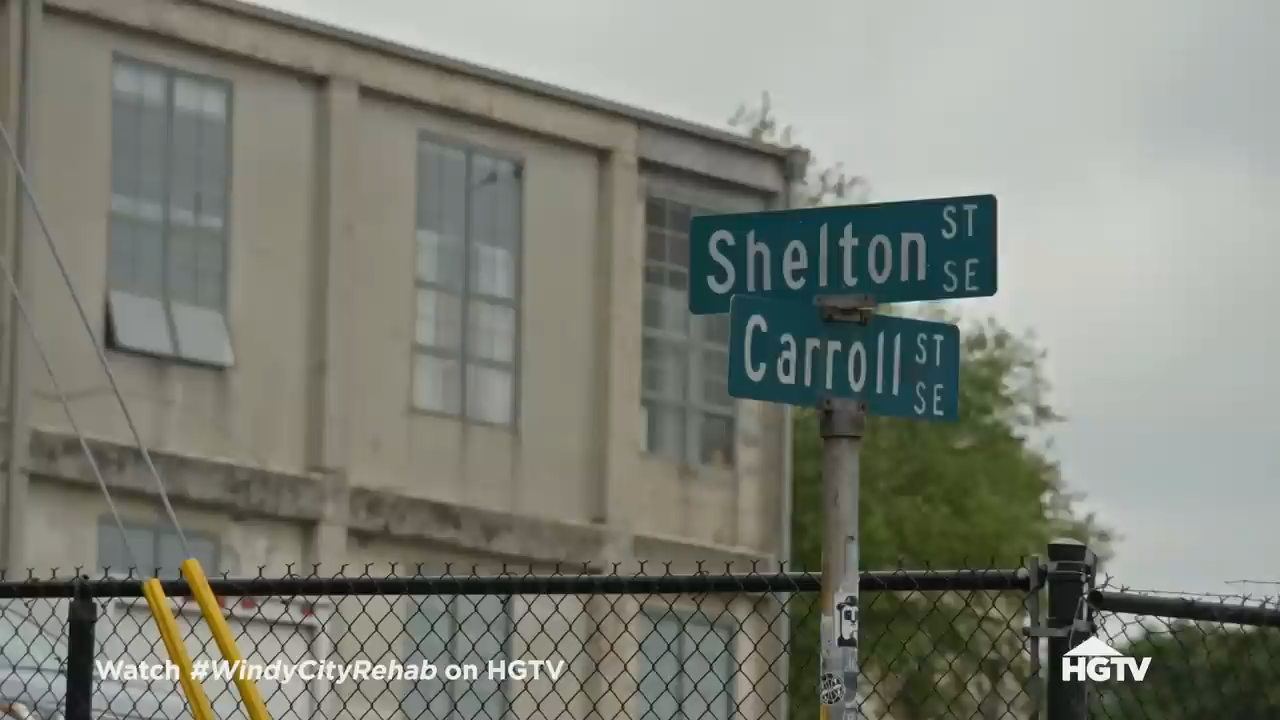 Shelton ST SE
Carroll ST SE
Watch #WindyCityRehab on HGTV
HGTV